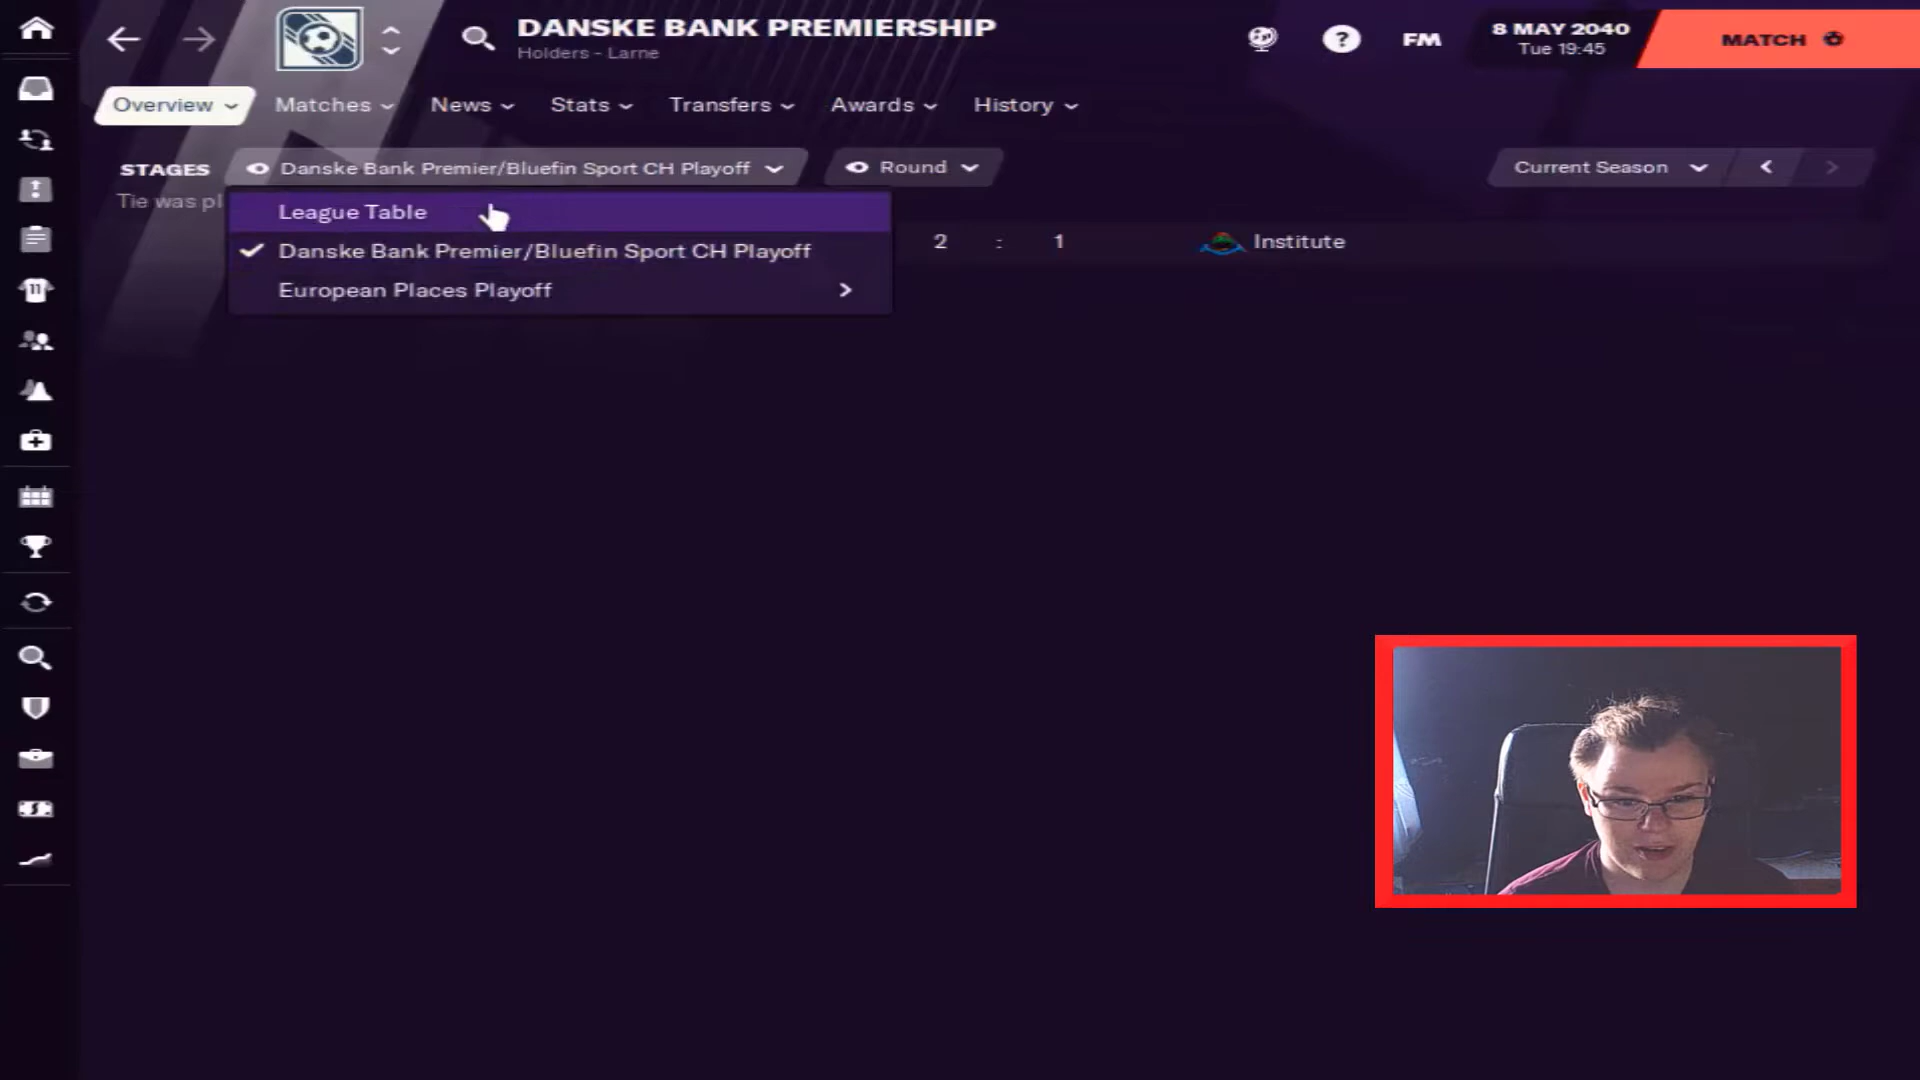 DANSKE BANK PREMIERSHIP
Holders - Larne
FM
8 MAY 2040
Tue 19:45
MATCH
Overview
Matches
News
Stats
Transfers
Awards
History
STAGES
Danske Bank Premier/Bluefin Sport CH Playoff
Round
Current Season
Tie was pl
League Table
Danske Bank Premier/Bluefin Sport CH Playoff
European Places Playoff
2 : 1 Institute
11